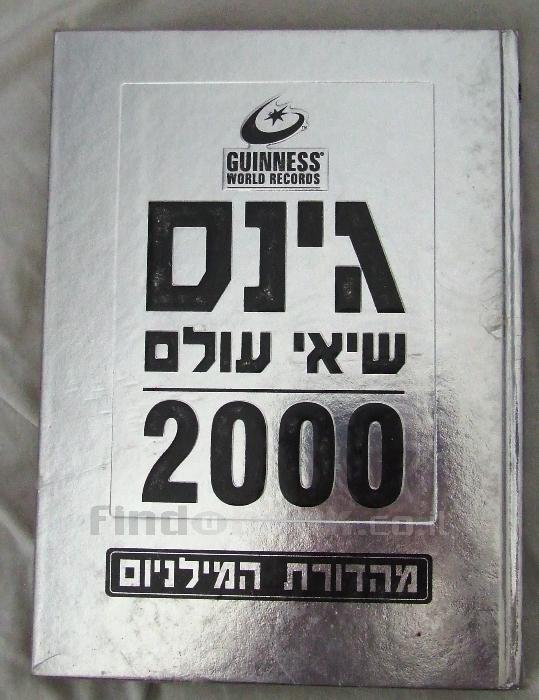 GUINNESS®
WORLD RECORDS
גינס
שיאי עולם
2000
מהדורת המילניום